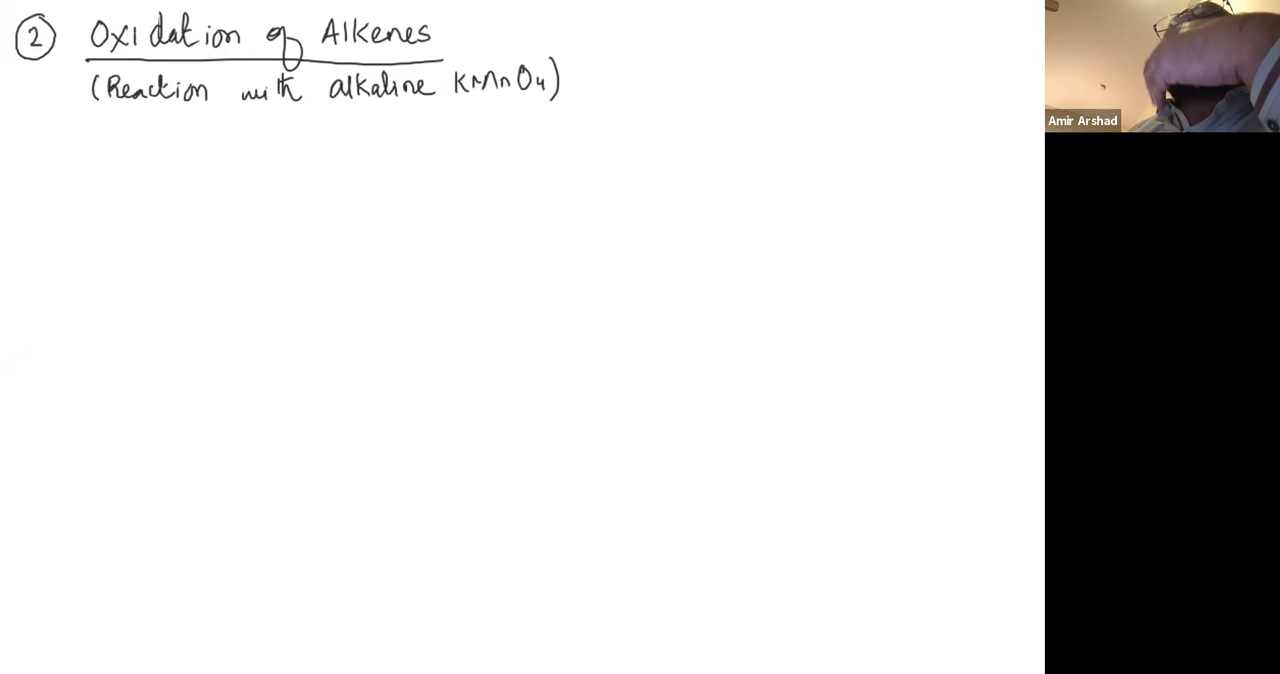 2 Oxidation of Alkenes
(Reaction with alkaline KMnO4)
Amir Arshad